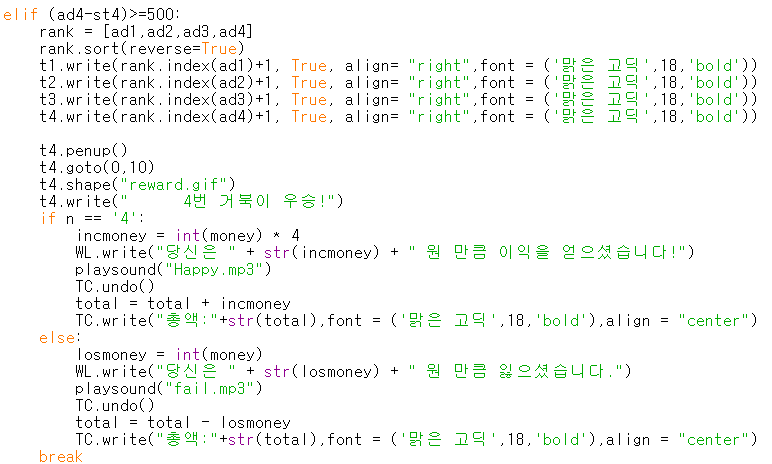 elif (ad4-st4)>=500:
    rank = [ad1,ad2,ad3,ad4]
    rank.sort(reverse=True)
    t1.write(rank.index(ad1)+1, True, align= "right",font = ('맑은 고딕',18,'bold'))
    t2.write(rank.index(ad2)+1, True, align= "right",font = ('맑은 고딕',18,'bold'))
    t3.write(rank.index(ad3)+1, True, align= "right",font = ('맑은 고딕',18,'bold'))
    t4.write(rank.index(ad4)+1, True, align= "right",font = ('맑은 고딕',18,'bold'))

    t4.penup()
    t4.goto(0,10)
    t4.shape("reward.gif")
    t4.write("      4번 거북이 우승!")
    if n == '4':
        incmoney = int(money) * 4
        WL.write("당신은 " + str(incmoney) + " 원 만큼 이익을 얻으셨습니다!")
        playsound("Happy.mp3")
        TC.undo()
        total = total + incmoney
        TC.write("총액:"+str(total),font = ('맑은 고딕',18,'bold'),align = "center")
    else:
        losmoney = int(money)
        WL.write("당신은 " + str(losmoney) + " 원 만큼 잃으셨습니다.")
        playsound("fail.mp3")
        TC.undo()
        total = total - losmoney
        TC.write("총액:"+str(total),font = ('맑은 고딕',18,'bold'),align = "center")
    break